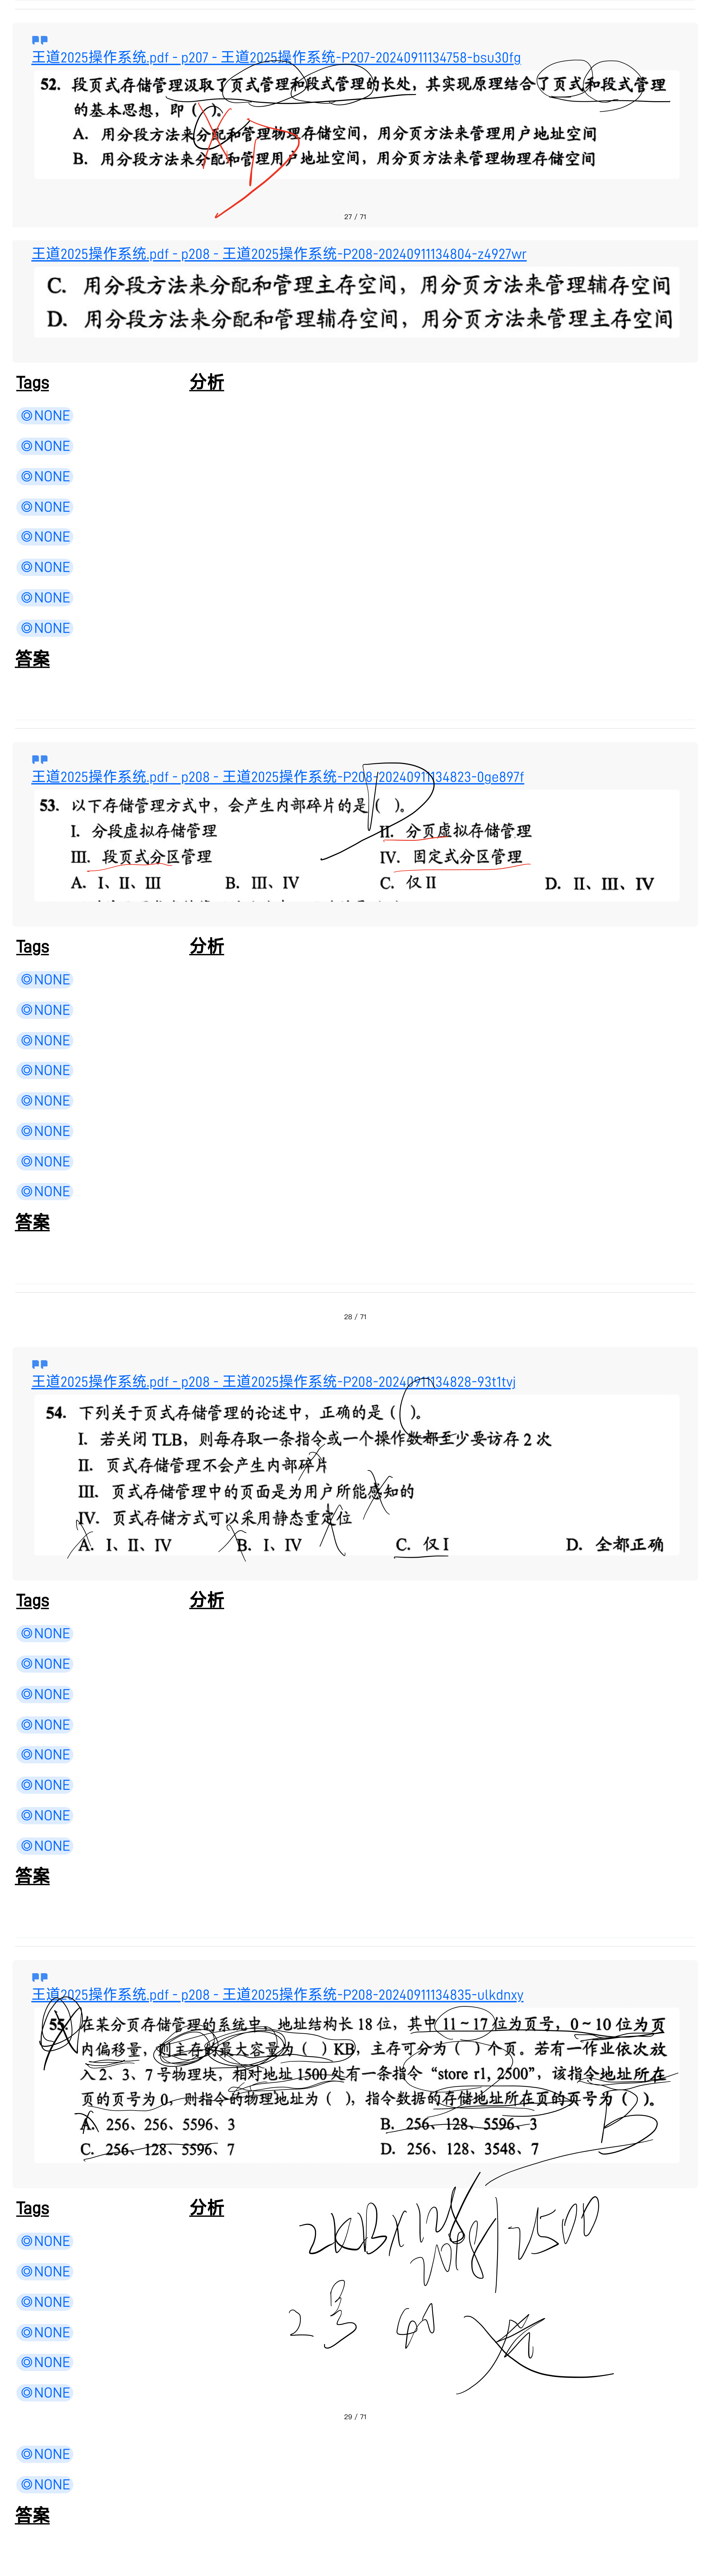 王道2025操作系统.pdf - p207 - 王道2025操作系统-P207-20240911134758-bsu30fg
52. 段页式存储管理汲取了页式管理和段式管理的长处，其实现原理结合了页式和段式管理
的基本思想，即（ ）。
A. 用分段方法来分配和管理物理存储空间，用分页方法来管理用户地址空间
B. 用分段方法来分配和管理用户地址空间，用分页方法来管理物理存储空间
27 / 71
王道2025操作系统.pdf - p208 - 王道2025操作系统-P208-20240911134804-z4927wr
C. 用分段方法来分配和管理主存空间，用分页方法来管理辅存空间
D. 用分段方法来分配和管理辅存空间，用分页方法来管理主存空间
Tags 分析
◎NONE
◎NONE
◎NONE
◎NONE
◎NONE
◎NONE
◎NONE
◎NONE
答案
王道2025操作系统.pdf - p208 - 王道2025操作系统-P208-20240911134823-0ge897f
D
53. 以下存储管理方式中，会产生内部碎片的是（ ）。
I. 分段虚拟存储管理 II. 分页虚拟存储管理
III. 段页式分区管理 IV. 固定式分区管理
A. I、II、III B. III、IV C. 仅 II D. II、III、IV
Tags 分析
◎NONE
◎NONE
◎NONE
◎NONE
◎NONE
◎NONE
◎NONE
◎NONE
答案
28 / 71
王道2025操作系统.pdf - p208 - 王道2025操作系统-P208-20240911134828-93t1tvj
54. 下列关于页式存储管理的论述中，正确的是（ ）。
I. 若关闭 TLB，则每存取一条指令或一个操作数都至少要访存 2 次
II. 页式存储管理不会产生内部碎片
III. 页式存储管理中的页面是为用户所能感知的
IV. 页式存储方式可以采用静态重定位
A. I、II、IV B. I、IV C. 仅 I D. 全都正确
Tags 分析
◎NONE
◎NONE
◎NONE
◎NONE
◎NONE
◎NONE
◎NONE
◎NONE
答案
王道2025操作系统.pdf - p208 - 王道2025操作系统-P208-20240911134835-ulkdnxy
55. 在某分页存储管理的系统中，地址结构长 18 位，其中 11～17 位为页号，0～10 位为页
内偏移量，则主存的最大容量为（ ）KB，主存可分为（ ）个页。若有一作业依次放
入 2、3、7 号物理块，相对地址 1500 处有一条指令“store r1, 2500”，该指令地址所在
页的页号为 0，则指令的物理地址为（ ），指令数据的存储地址所在页的页号为（ ）。
A. 256、256、5596、3 B. 256、128、5596、3
C. 256、128、5596、7 D. 256、128、3548、7
B
Tags 分析
2KB×128
2500
2号
◎NONE
◎NONE
◎NONE
◎NONE
◎NONE
◎NONE
29 / 71
◎NONE
◎NONE
答案